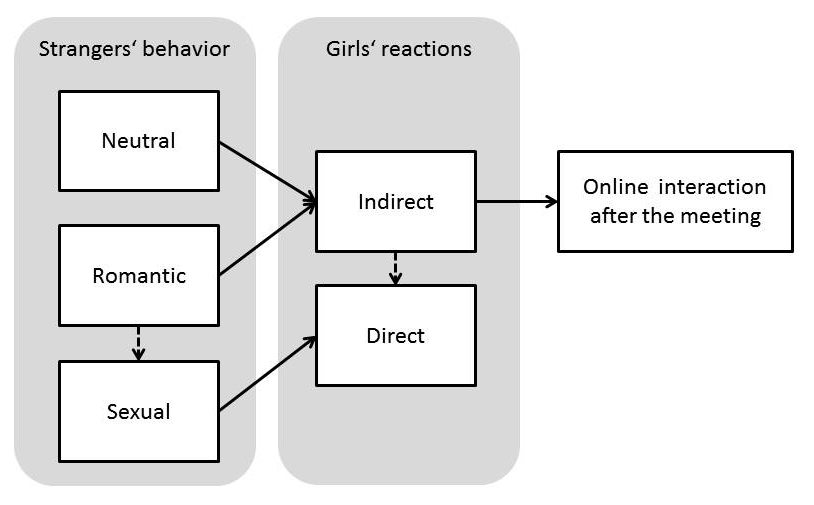 Strangers‘ behavior
Girls‘ reactions
Neutral
Romantic
Sexual
Indirect
Direct
Online interaction
after the meeting